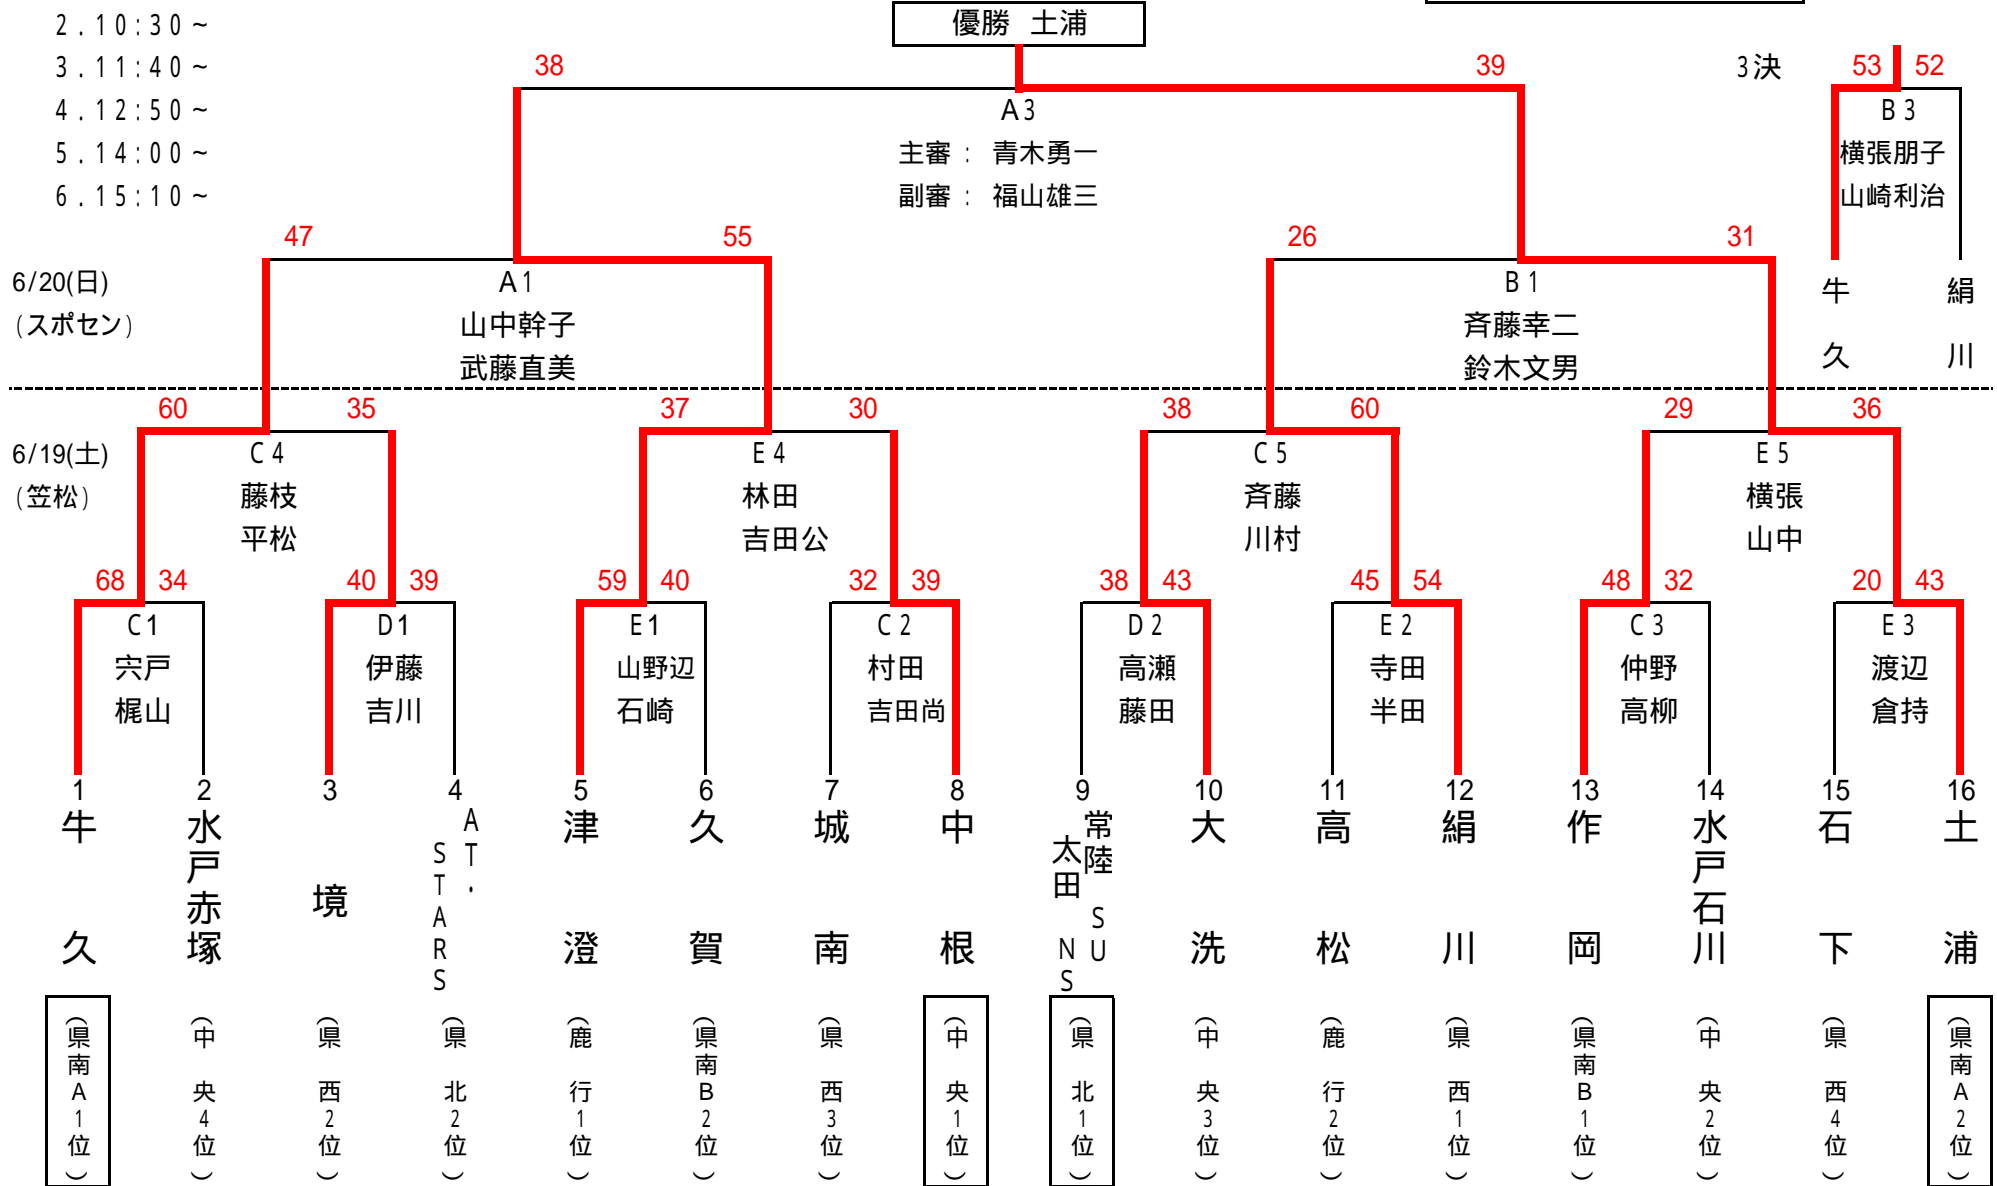 優勝 土浦
2.10:30~
3.11:40~
4.12:50~
5.14:00~
6.15:10~
38 39
A3
主審： 青木勇一
副審： 福山雄三
3決
53 52
B3
横張朋子
山崎利治
牛久
絹川
6/20(日)
(スポセン)
47 55
A1
山中幹子
武藤直美
26 31
B1
斉藤幸二
鈴木文男
6/19(土)
(笠松)
60 35
C4
藤枝
平松
37 30
E4
林田
吉田公
38 60
C5
斉藤
川村
29 36
E5
横張
山中
68 34
C1
宍戸
梶山
40 39
D1
伊藤
吉川
59 40
E1
山野辺
石崎
32 39
C2
村田
吉田尚
38 43
D2
高瀬
藤田
45 54
E2
寺田
半田
48 32
C3
仲野
高柳
20 43
E3
渡辺
倉持
1 2 3 4 5 6 7 8 9 10 11 12 13 14 15 16
牛久
水戸赤塚
境
AT・
STARS
津澄
久賀
城南
中根
常陸 SU
太田 NS
大洗
高松
絹川
作岡
水戸石川
石下
土浦
(県南A1位)
(中央4位)
(県西2位)
(県北2位)
(鹿行1位)
(県南B2位)
(県西3位)
(中央1位)
(県北1位)
(中央3位)
(鹿行2位)
(県西1位)
(県南B1位)
(中央2位)
(県西4位)
(県南A2位)